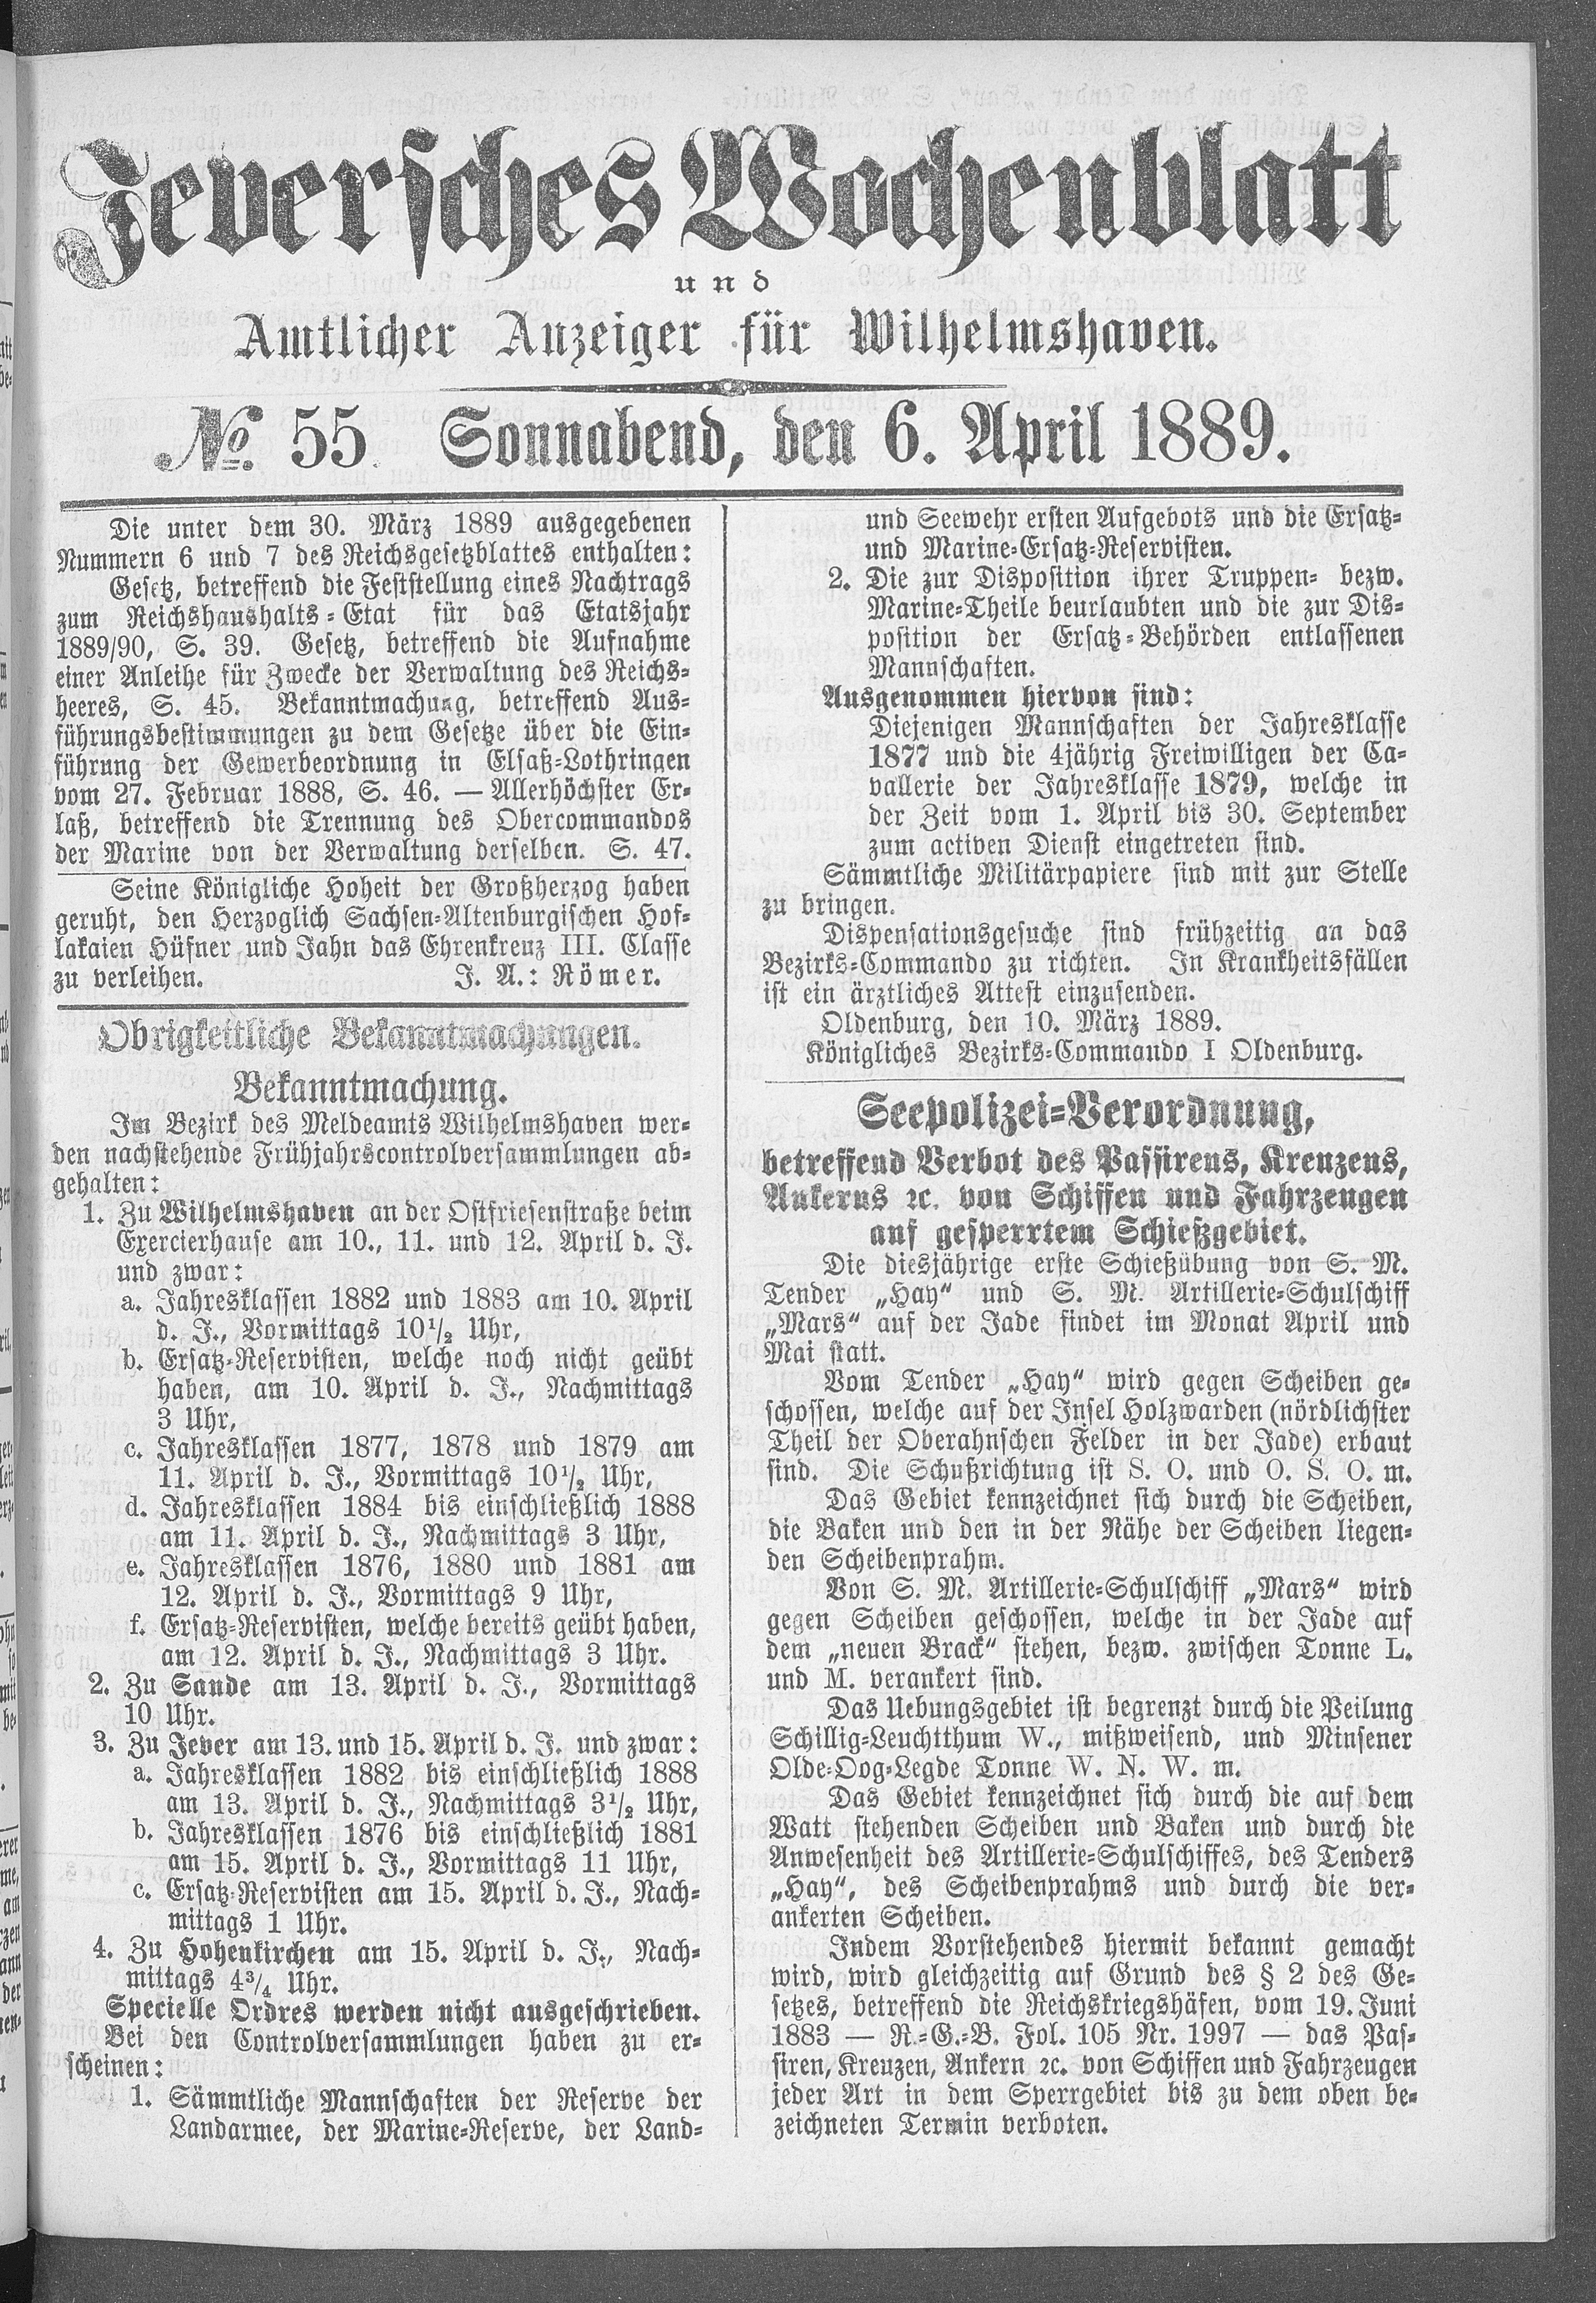 Jeversches Wochenblatt
und
Amtlicher Anzeiger für Wilhelmshaven.
No. 55. Sonnabend, den 6. April 1889.
Die unter dem 30. März 1889 ausgegebenen
Nummern 6 und 7 des Reichsgesetzblattes enthalten:
Gesetz, betreffend die Feststellung eines Nachtrags
zum Reichshaushalts-Etat für das Etatsjahr
1889/90, S. 39. Gesetz, betreffend die Aufnahme
einer Anleihe für Zwecke der Verwaltung des Reichs-
heeres, S. 45. Bekanntmachung, betreffend Aus-
führungsbestimmungen zu dem Gesetze über die Ein-
führung der Gewerbeordnung in Elsaß-Lothringen
vom 27. Februar 1888, S. 46. — Allerhöchster Er-
laß, betreffend die Trennung des Obercommandos
der Marine von der Verwaltung derselben. S. 47.
Seine Königliche Hoheit der Großherzog haben
geruht, den Herzoglich Sachsen-Altenburgischen Hof-
lakaien Hüfner und Jahn das Ehrenkreuz III. Classe
zu verleihen. J. A.: Römer.
Obrigkeitliche Bekanntmachungen.
Bekanntmachung.
Im Bezirk des Meldeamts Wilhelmshaven wer-
den nachstehende Frühjahrscontrolversammlungen ab-
gehalten:
1. Zu Wilhelmshaven an der Ostfriesenstraße beim
Exercierhause am 10., 11. und 12. April d. J.
und zwar:
a. Jahresklassen 1882 und 1883 am 10. April
d. J., Vormittags 10½ Uhr,
b. Ersatz-Reservisten, welche noch nicht geübt
haben, am 10. April d. J., Nachmittags
3 Uhr,
c. Jahresklassen 1877, 1878 und 1879 am
11. April d. J., Vormittags 10½ Uhr,
d. Jahresklassen 1884 bis einschließlich 1888
am 11. April d. J., Nachmittags 3 Uhr,
e. Jahresklassen 1876, 1880 und 1881 am
12. April d. J., Vormittags 9 Uhr,
f. Ersatz-Reservisten, welche bereits geübt haben,
am 12. April d. J., Nachmittags 3 Uhr.
2. Zu Sande am 13. April d. J., Vormittags
10 Uhr.
3. Zu Jever am 13. und 15. April d. J. und zwar:
a. Jahresklassen 1882 bis einschließlich 1888
am 13. April d. J., Nachmittags 3½ Uhr,
b. Jahresklassen 1876 bis einschließlich 1881
am 15. April d. J., Vormittags 11 Uhr,
c. Ersatz-Reservisten am 15. April d. J., Nach-
mittags 1 Uhr.
4. Zu Hohenkirchen am 15. April d. J., Nach-
mittags 4¾ Uhr.
Specielle Ordres werden nicht ausgeschrieben.
Bei den Controlversammlungen haben zu er-
scheinen:
1. Sämmtliche Mannschaften der Reserve der
Landarmee, der Marine-Reserve, der Land-
und Seewehr ersten Aufgebots und die Ersatz-
und Marine-Ersatz-Reservisten.
2. Die zur Disposition ihrer Truppen- bezw.
Marine-Theile beurlaubten und die zur Dis-
position der Ersatz-Behörden entlassenen
Mannschaften.
Ausgenommen hiervon sind:
Diejenigen Mannschaften der Jahresklasse
1877 und die 4jährig Freiwilligen der Ca-
vallerie der Jahresklasse 1879, welche in
der Zeit vom 1. April bis 30. September
zum activen Dienst eingetreten sind.
Sämmtliche Militärpapiere sind mit zur Stelle
zu bringen.
Dispensationsgesuche sind frühzeitig an das
Bezirks-Commando zu richten. In Krankheitsfällen
ist ein ärztliches Attest einzusenden.
Oldenburg, den 10. März 1889.
Königliches Bezirks-Commando I Oldenburg.
Seepolizei-Verordnung,
betreffend Verbot des Passirens, Kreuzens,
Ankerns ꝛc. von Schiffen und Fahrzeugen
auf gesperrtem Schießgebiet.
Die diesjährige erste Schießübung von S. M.
Tender „Hay“ und S. M. Artillerie-Schulschiff
„Mars“ auf der Jade findet im Monat April und
Mai statt.
Vom Tender „Hay“ wird gegen Scheiben ge-
schossen, welche auf der Insel Holzwarden (nördlichster
Theil der Oberahnschen Felder in der Jade) erbaut
sind. Die Schußrichtung ist S. O. und O. S. O. m.
Das Gebiet kennzeichnet sich durch die Scheiben,
die Baken und den in der Nähe der Scheiben liegen-
den Scheibenprahm.
Von S. M. Artillerie-Schulschiff „Mars“ wird
gegen Scheiben geschossen, welche in der Jade auf
dem „neuen Brack“ stehen, bezw. zwischen Tonne L.
und M. verankert sind.
Das Uebungsgebiet ist begrenzt durch die Peilung
Schillig-Leuchtthum W., mißweisend, und Minsener
Olde-Oog-Legde Tonne W. N. W. m.
Das Gebiet kennzeichnet sich durch die auf dem
Watt stehenden Scheiben und Baken und durch die
Anwesenheit des Artillerie-Schulschiffes, des Tenders
„Hay“, des Scheibenprahms und durch die ver-
ankerten Scheiben.
Indem Vorstehendes hiermit bekannt gemacht
wird, wird gleichzeitig auf Grund des § 2 des Ge-
setzes, betreffend die Reichskriegshäfen, vom 19. Juni
1883 — R.-G.-B. Fol. 105 Nr. 1997 — das Pas-
siren, Kreuzen, Ankern ꝛc. von Schiffen und Fahrzeugen
jeder Art in dem Sperrgebiet bis zu dem oben be-
zeichneten Termin verboten.